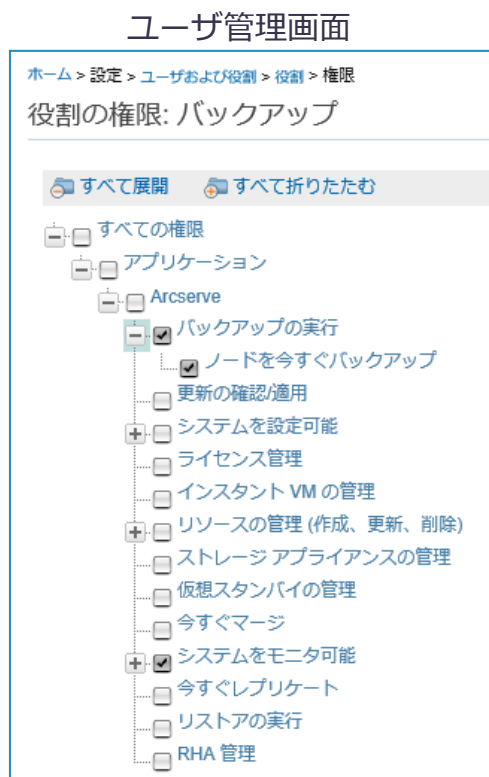 ユーザ管理画面
ホーム > 設定 > ユーザおよび役割 > 役割 > 権限
役割の権限: バックアップ
すべて展開 すべて折りたたむ
すべての権限
アプリケーション
Arcserve
バックアップの実行
ノードを今すぐバックアップ
更新の確認/適用
システムを設定可能
ライセンス管理
インスタント VM の管理
リソースの管理 (作成、更新、削除)
ストレージ アプライアンスの管理
仮想スタンバイの管理
今すぐマージ
システムをモニタ可能
今すぐレプリケート
リストアの実行
RHA 管理